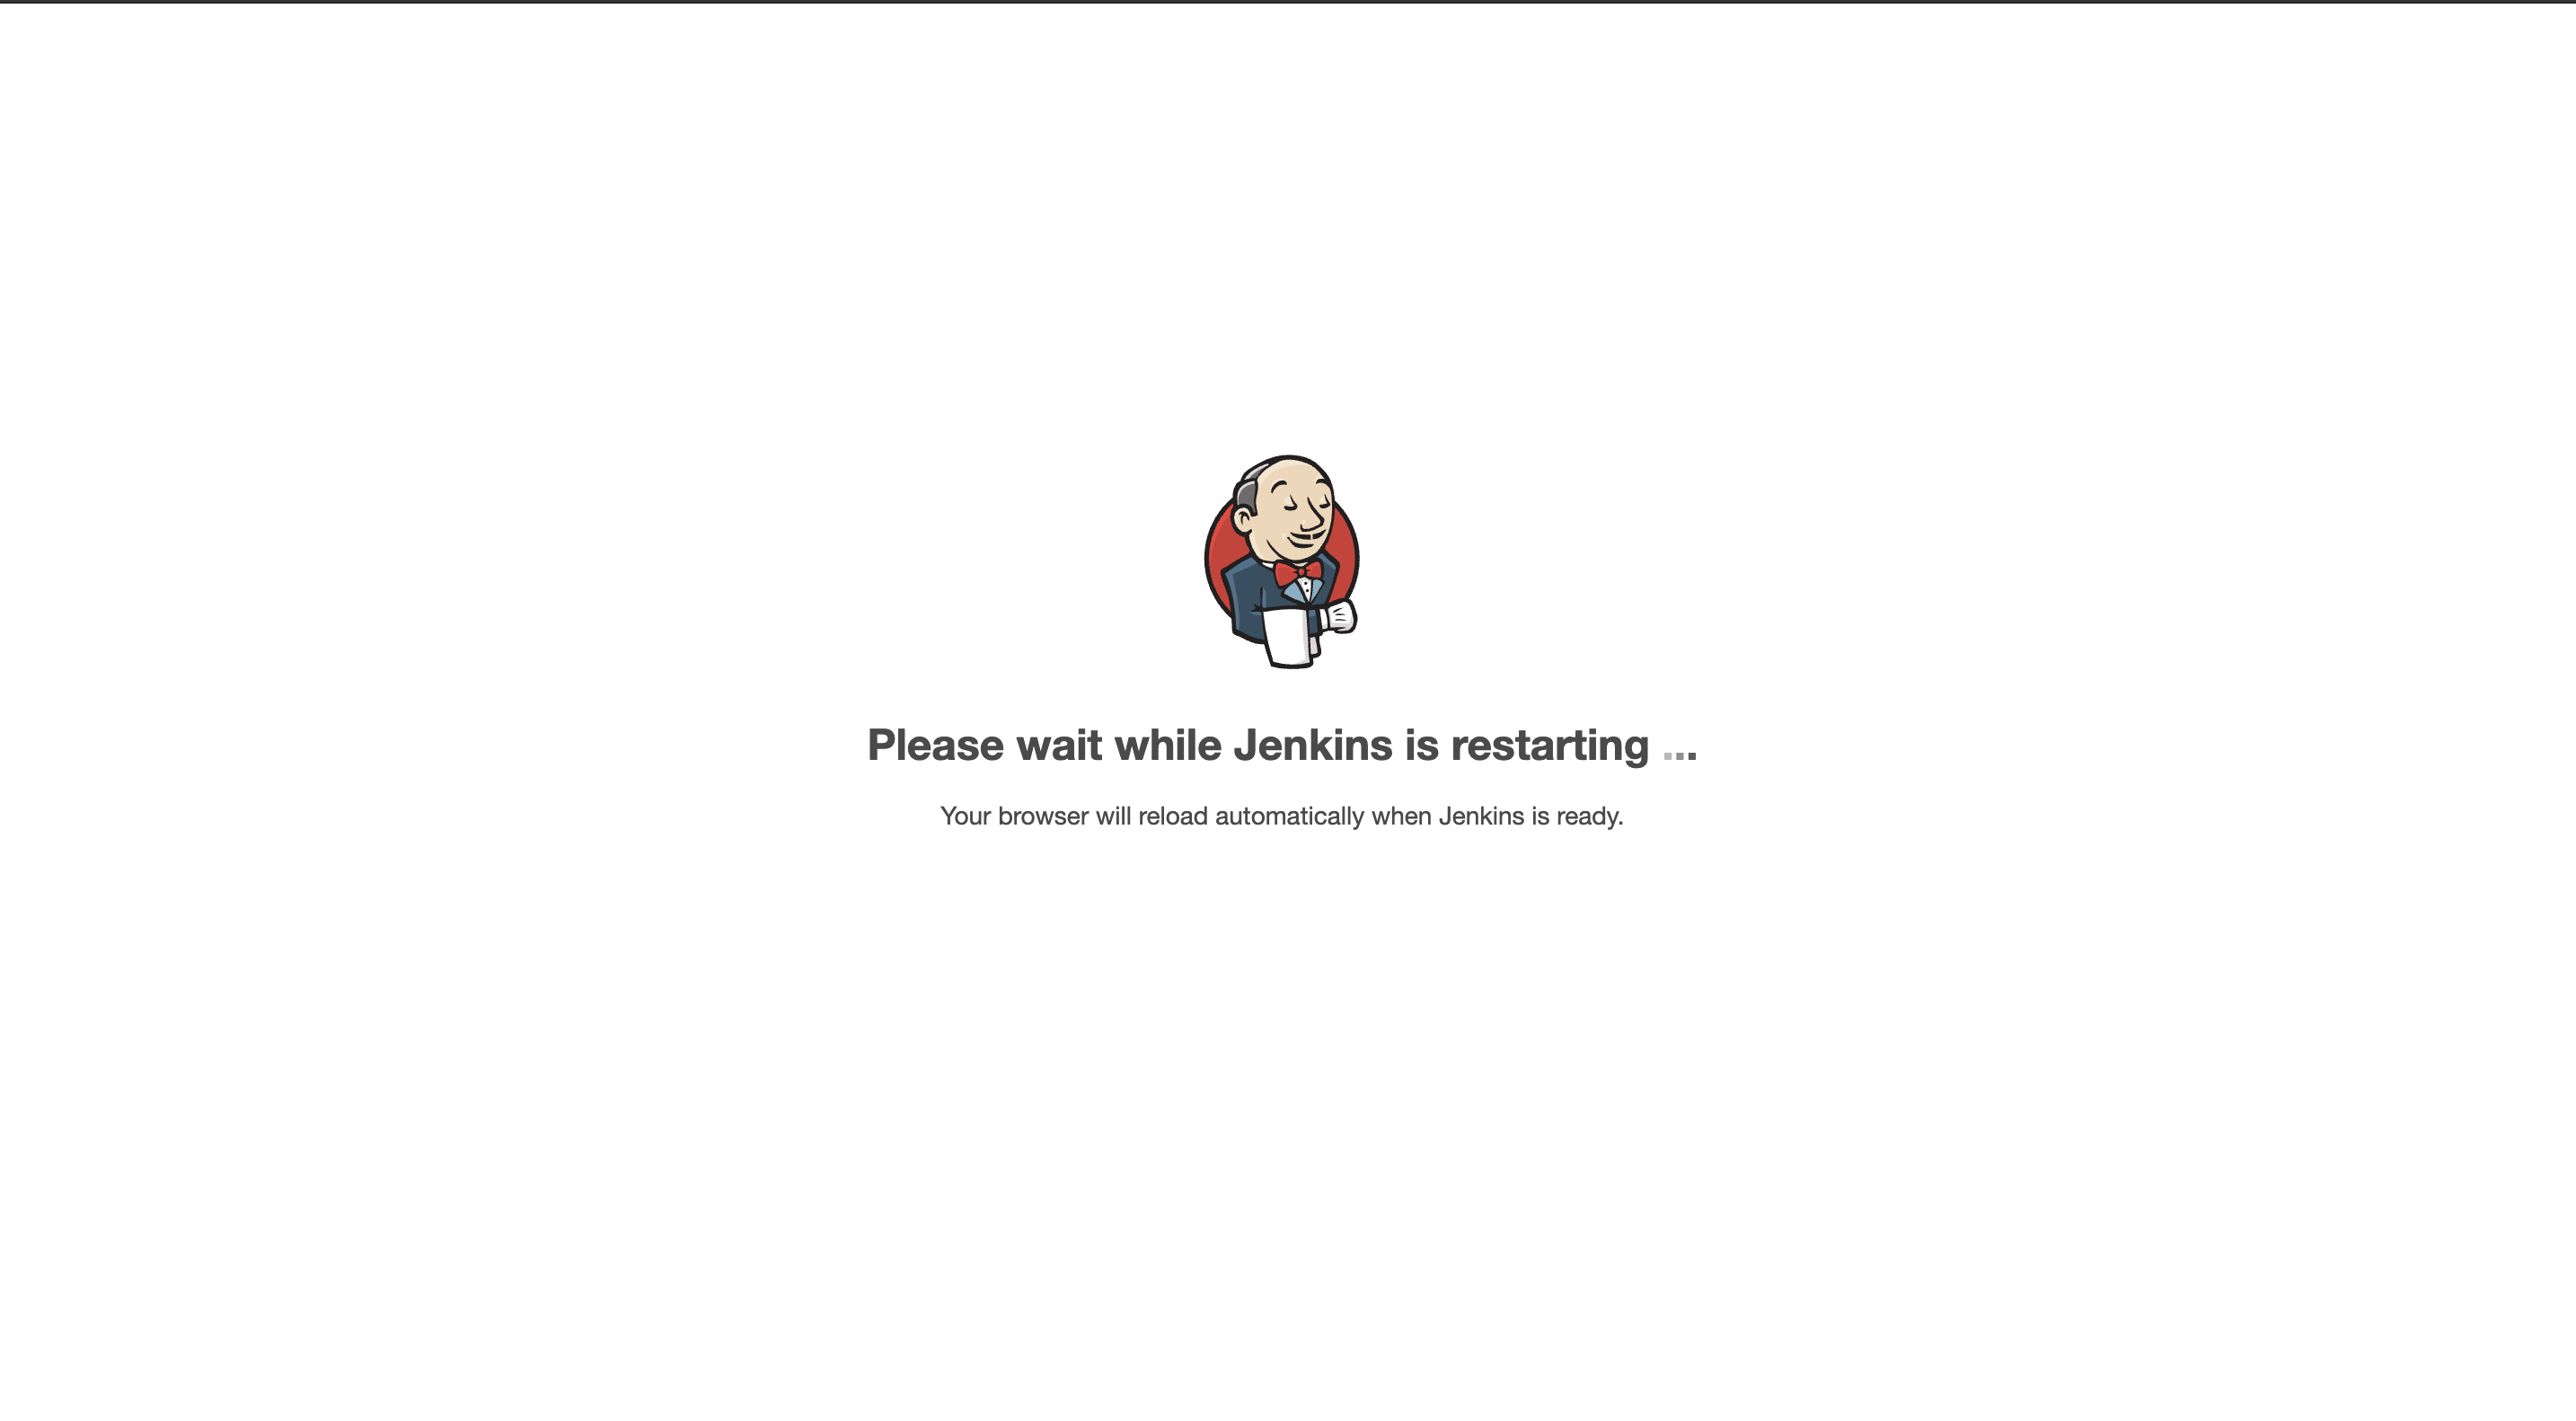 Please wait while Jenkins is restarting ...
Your browser will reload automatically when Jenkins is ready.